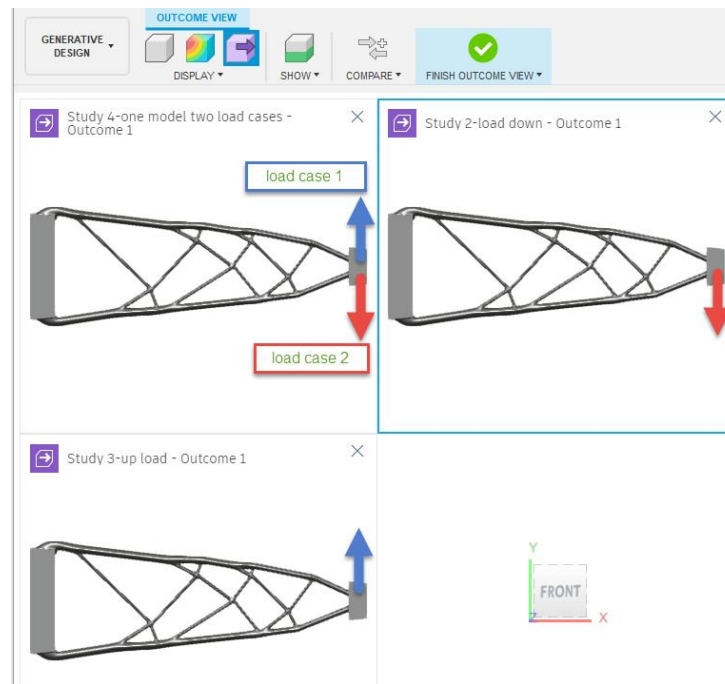 OUTCOME VIEW
GENERATIVE
DESIGN
DISPLAY
SHOW
COMPARE
FINISH OUTCOME VIEW
Study 4-one model two load cases -
Outcome 1
load case 1
load case 2
Study 2-load down - Outcome 1
Study 3-up load - Outcome 1
Y
FRONT
Z
X